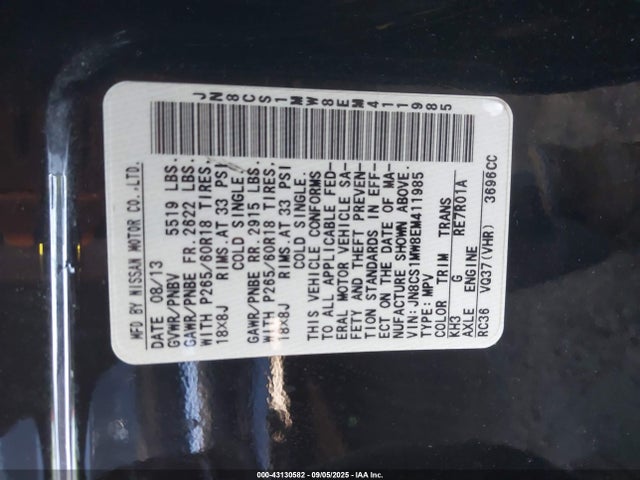 JN8CS1MW8EM411985
MFD BY NISSAN MOTOR CO.,LTD.
DATE 08/13
GVWR/PNBV 5519 LBS.
GAWR/PNBE FR. 2622 LBS.
WITH P265/60R18 TIRES.
18x8J RIMS.AT 33 PSI
COLD SINGLE.
GAWR/PNBE RR. 2915 LBS.
WITH P265/60R18 TIRES.
18x8J RIMS.AT 33 PSI
COLD SINGLE.
THIS VEHICLE CONFORMS
TO ALL APPLICABLE FED-
ERAL MOTOR VEHICLE SA-
FETY AND THEFT PREVEN-
TION STANDARDS IN EFF-
ECT ON THE DATE OF MA-
NUFACTURE SHOWN ABOVE.
VIN:JN8CS1MW8EM411985
TYPE: MPV
COLOR TRIM TRANS
KH3 G RE7R01A
AXLE ENGINE
RC36 VQ37(VHR) 3696CC
000-43130582 - 09/05/2025 - IAA Inc.